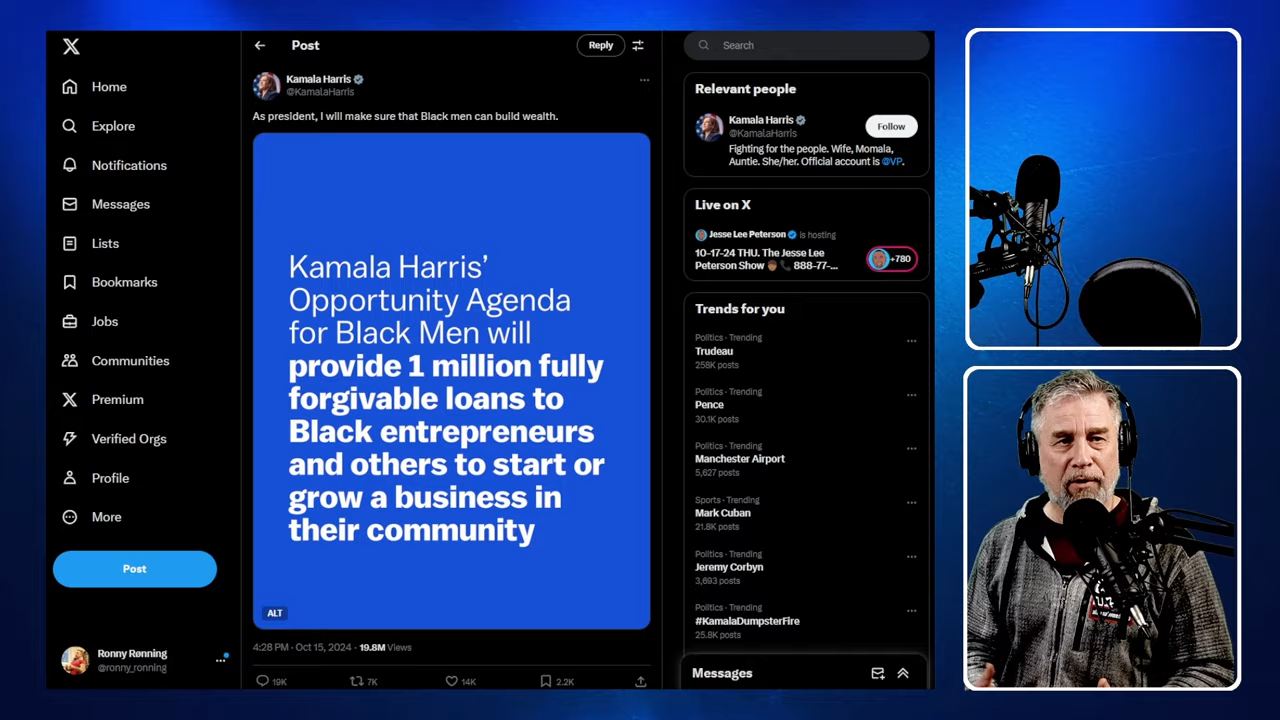 Home
Explore
Notifications
Messages
Lists
Bookmarks
Jobs
Communities
Premium
Verified Orgs
Profile
More
Post
Ronny Rønning
@ronny_ronning
Post
Reply
Kamala Harris
@KamalaHarris
As president, I will make sure that Black men can build wealth.
Kamala Harris’
Opportunity Agenda
for Black Men will
provide 1 million fully
forgivable loans to
Black entrepreneurs
and others to start or
grow a business in
their community
ALT
4:28 PM · Oct 15, 2024 · 19.8M Views
19K 7K 14K 2.2K
Search
Relevant people
Kamala Harris
@KamalaHarris
Follow
Fighting for the people. Wife, Momala,
Auntie. She/her. Official account is @VP.
Live on X
Jesse Lee Peterson is hosting
10-17-24 THU. The Jesse Lee
Peterson Show 888-77-...
+780
Trends for you
Politics · Trending
Trudeau
258K posts
Politics · Trending
Pence
30.1K posts
Politics · Trending
Manchester Airport
5,627 posts
Sports · Trending
Mark Cuban
21.8K posts
Politics · Trending
Jeremy Corbyn
3,693 posts
Politics · Trending
#KamalaDumpsterFire
25.8K posts
Messages